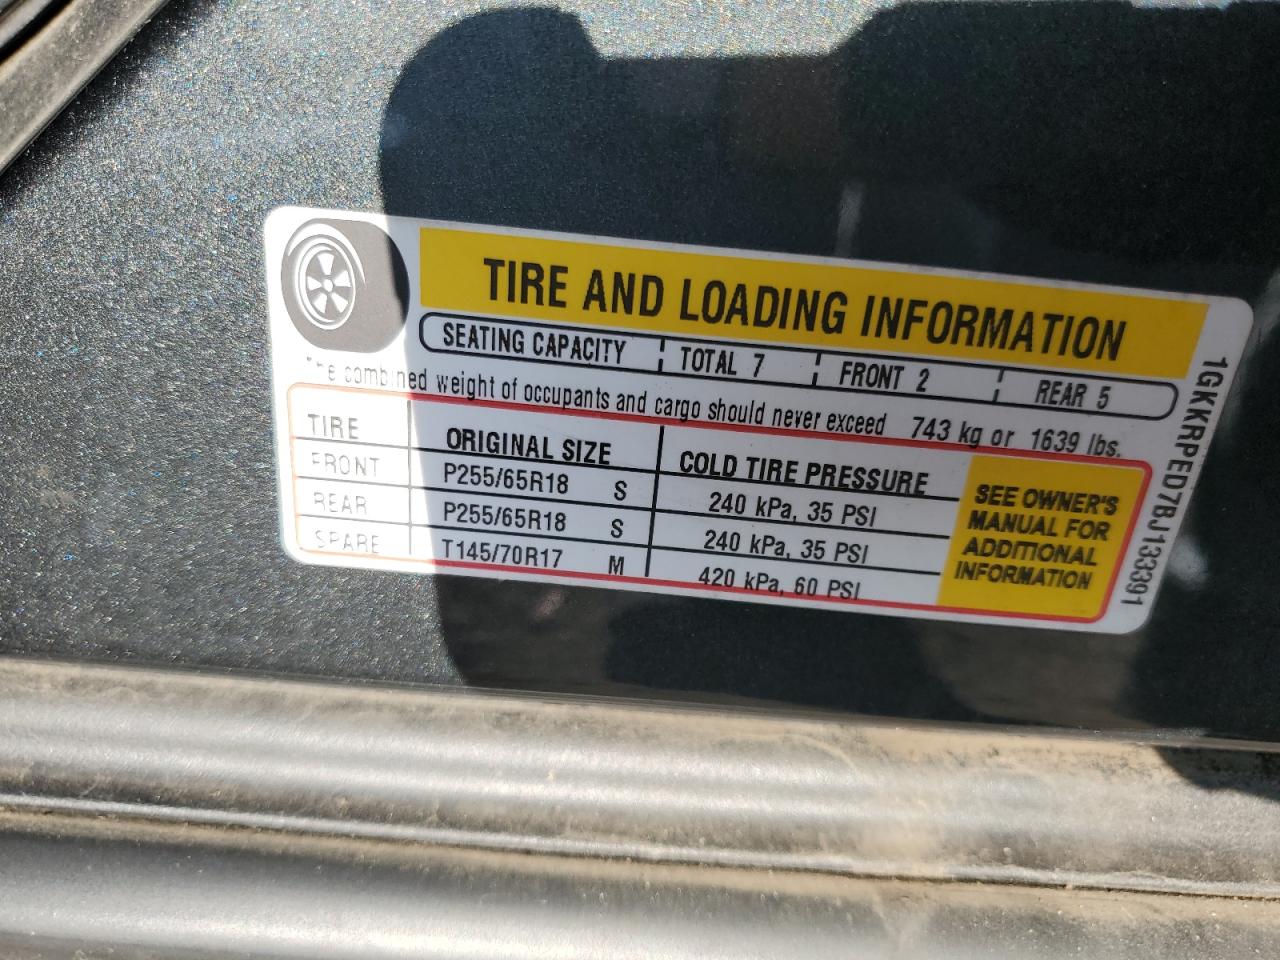 TIRE AND LOADING INFORMATION
SEATING CAPACITY TOTAL 7 FRONT 2 REAR 5
combined weight of occupants and cargo should never exceed 743 kg or 1639 lbs.
TIRE ORIGINAL SIZE COLD TIRE PRESSURE
FRONT P255/65R18 S 240 kPa, 35 PSI
REAR P255/65R18 S 240 kPa, 35 PSI
SPARE T145/70R17 M 420 kPa, 60 PSI
SEE OWNER'S
MANUAL FOR
ADDITIONAL
INFORMATION
1GKKRPED7BJ133391